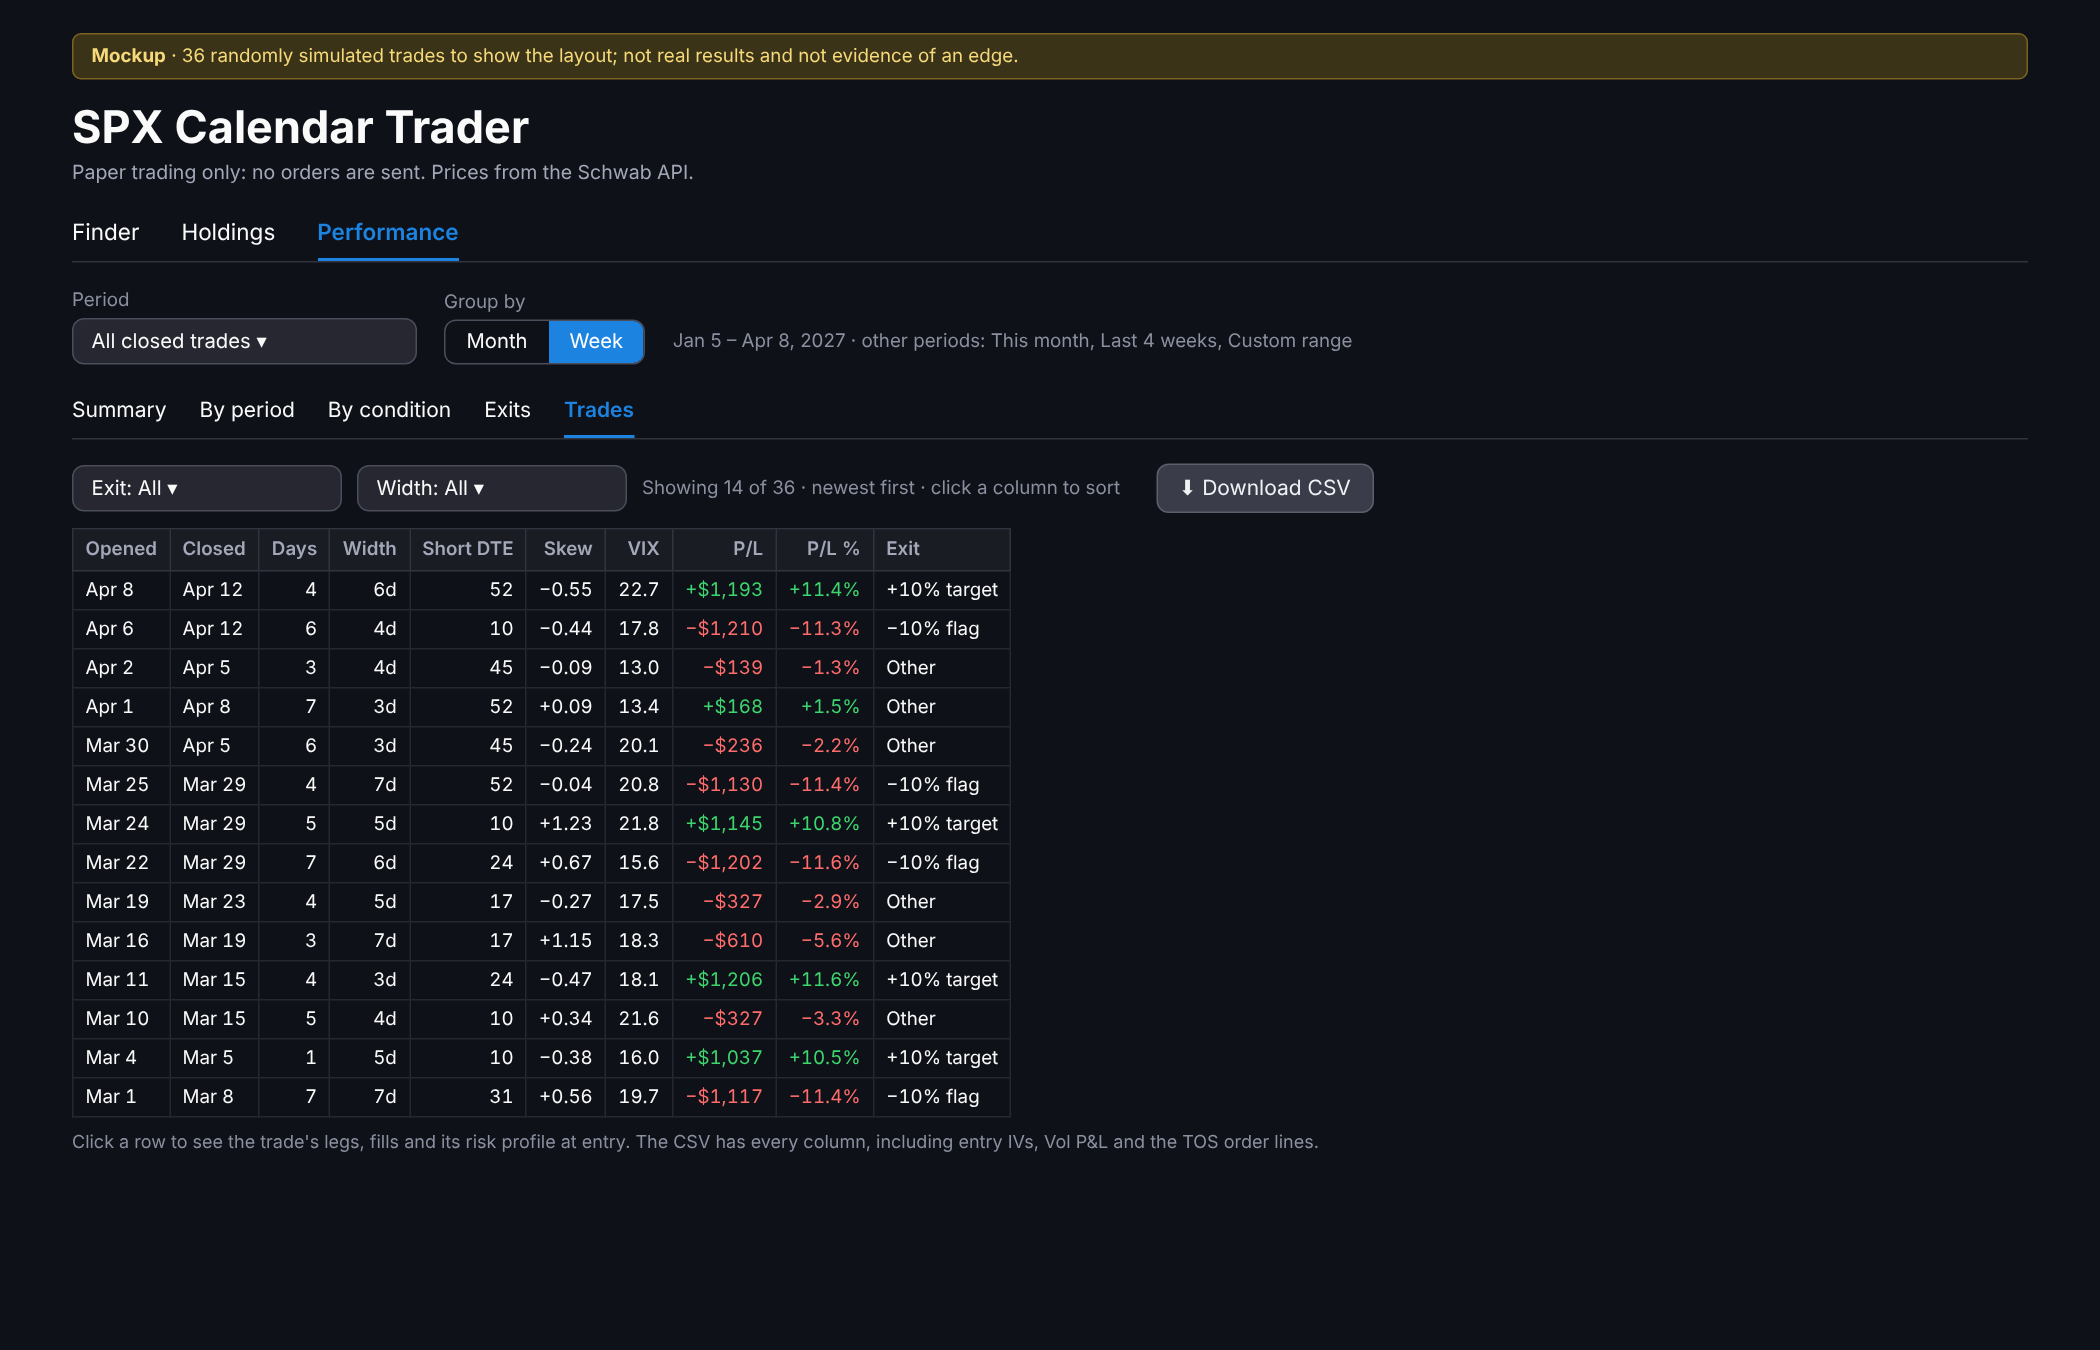 Mockup · 36 randomly simulated trades to show the layout; not real results and not evidence of an edge.
SPX Calendar Trader
Paper trading only: no orders are sent. Prices from the Schwab API.
Finder Holdings Performance
Period Group by
All closed trades ▾ Month Week Jan 5 – Apr 8, 2027 · other periods: This month, Last 4 weeks, Custom range
Summary By period By condition Exits Trades
Exit: All ▾ Width: All ▾ Showing 14 of 36 · newest first · click a column to sort ⬇ Download CSV
Opened Closed Days Width Short DTE Skew VIX P/L P/L % Exit
Apr 8 Apr 12 4 6d 52 −0.55 22.7 +$1,193 +11.4% +10% target
Apr 6 Apr 12 6 4d 10 −0.44 17.8 −$1,210 −11.3% −10% flag
Apr 2 Apr 5 3 4d 45 −0.09 13.0 −$139 −1.3% Other
Apr 1 Apr 8 7 3d 52 +0.09 13.4 +$168 +1.5% Other
Mar 30 Apr 5 6 3d 45 −0.24 20.1 −$236 −2.2% Other
Mar 25 Mar 29 4 7d 52 −0.04 20.8 −$1,130 −11.4% −10% flag
Mar 24 Mar 29 5 5d 10 +1.23 21.8 +$1,145 +10.8% +10% target
Mar 22 Mar 29 7 6d 24 +0.67 15.6 −$1,202 −11.6% −10% flag
Mar 19 Mar 23 4 5d 17 −0.27 17.5 −$327 −2.9% Other
Mar 16 Mar 19 3 7d 17 +1.15 18.3 −$610 −5.6% Other
Mar 11 Mar 15 4 3d 24 −0.47 18.1 +$1,206 +11.6% +10% target
Mar 10 Mar 15 5 4d 10 +0.34 21.6 −$327 −3.3% Other
Mar 4 Mar 5 1 5d 10 −0.38 16.0 +$1,037 +10.5% +10% target
Mar 1 Mar 8 7 7d 31 +0.56 19.7 −$1,117 −11.4% −10% flag
Click a row to see the trade's legs, fills and its risk profile at entry. The CSV has every column, including entry IVs, Vol P&L and the TOS order lines.